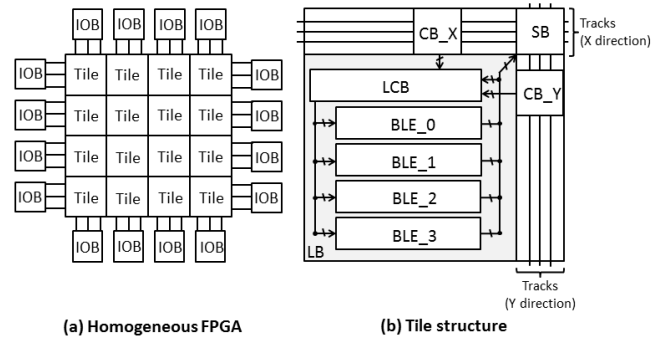 IOB IOB IOB IOB
IOB Tile Tile Tile Tile IOB
IOB Tile Tile Tile Tile IOB
IOB Tile Tile Tile Tile IOB
IOB Tile Tile Tile Tile IOB
IOB IOB IOB IOB
(a) Homogeneous FPGA
CB_X
SB
Tracks
(X direction)
LCB
CB_Y
BLE_0
BLE_1
BLE_2
BLE_3
LB
Tracks
(Y direction)
(b) Tile structure